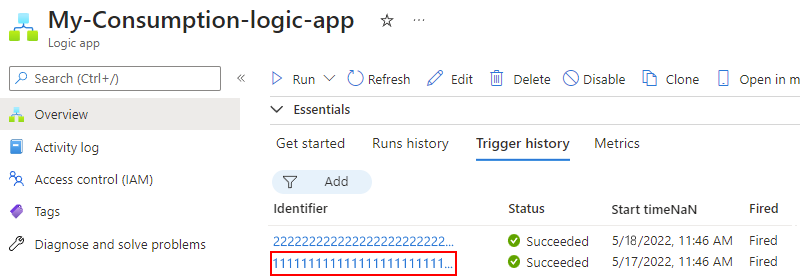 My-Consumption-logic-app ☆ ...
Logic app
Search (Ctrl+/) «
Run Refresh Edit Delete Disable Clone Open in m
Overview
Essentials
Activity log
Get started Runs history Trigger history Metrics
Access control (IAM)
Add
Tags
Identifier Status Start timeNaN Fired
Diagnose and solve problems
222222222222222222222222... Succeeded 5/18/2022, 11:46 AM Fired
111111111111111111111111... Succeeded 5/17/2022, 11:46 AM Fired